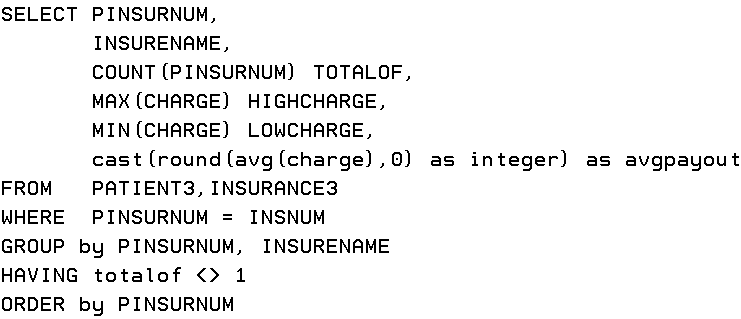 SELECT PINSURNUM,
INSURENAME,
COUNT(PINSURNUM) TOTALOF,
MAX(CHARGE) HIGHCHARGE,
MIN(CHARGE) LOWCHARGE,
cast(round(avg(charge),0) as integer) as avgpayout
FROM PATIENT3,INSURANCE3
WHERE PINSURNUM = INSNUM
GROUP by PINSURNUM, INSURENAME
HAVING totalof <> 1
ORDER by PINSURNUM